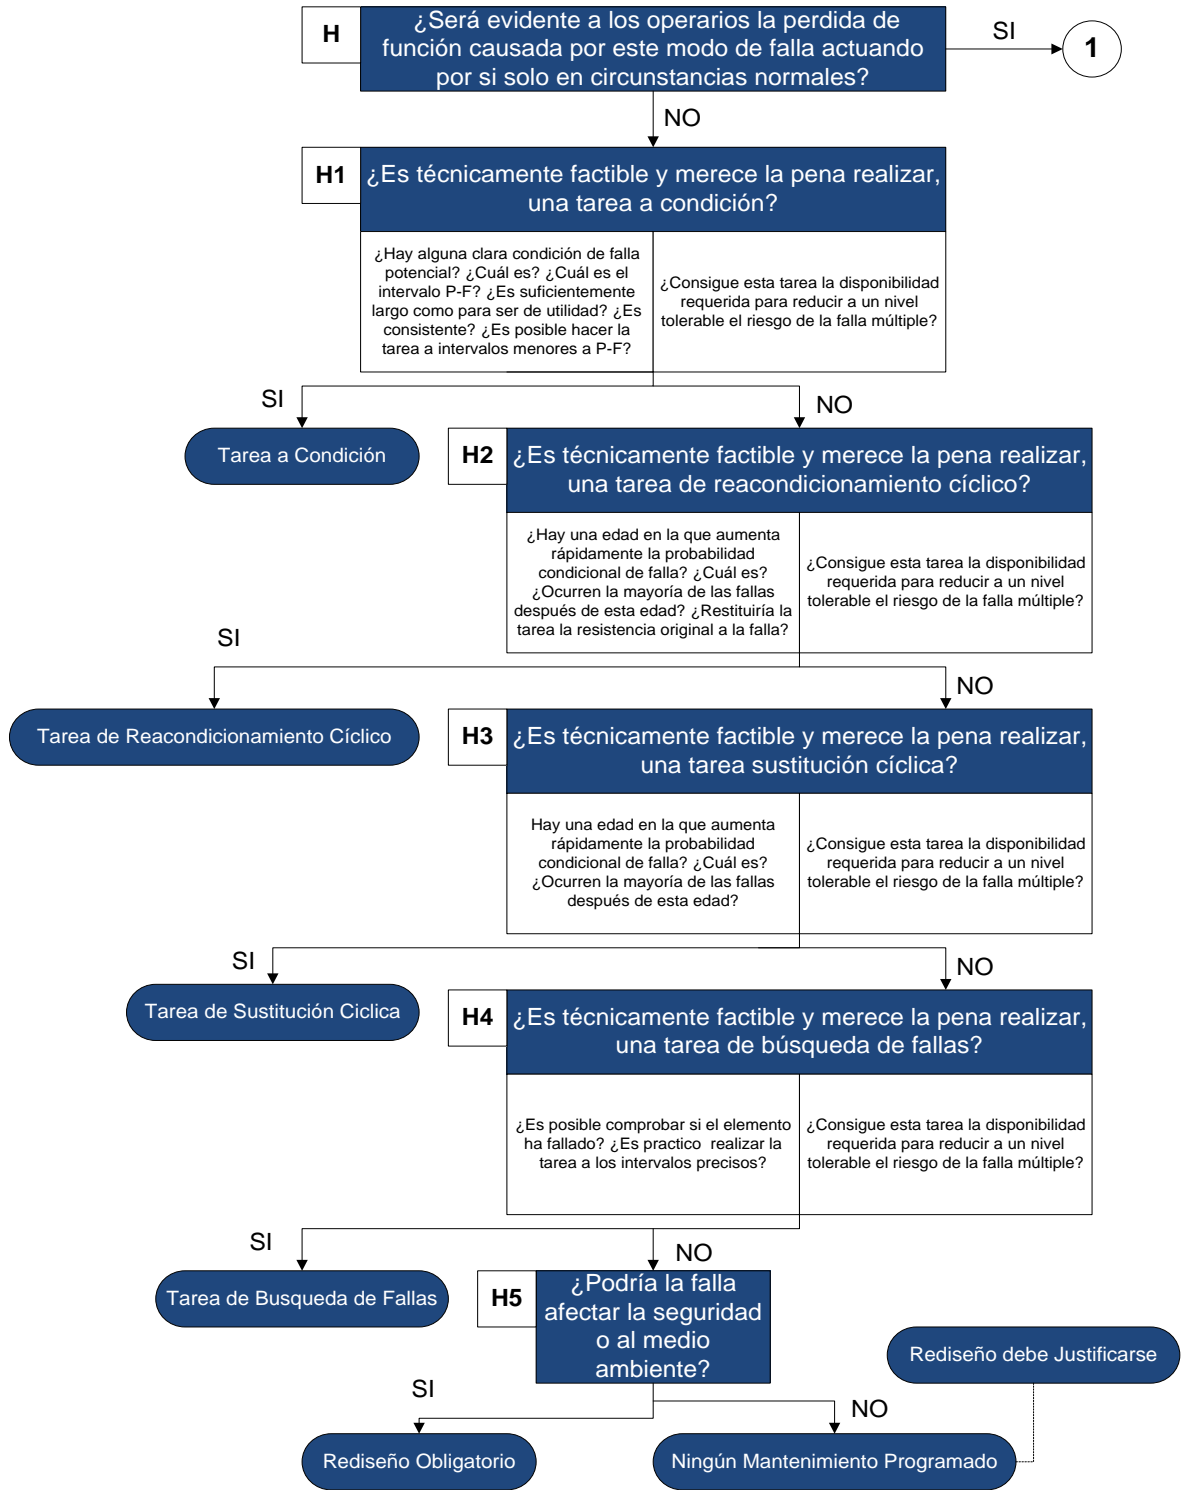 H
¿Será evidente a los operarios la perdida de
función causada por este modo de falla actuando
por si solo en circunstancias normales?
SI
1
NO
H1
¿Es técnicamente factible y merece la pena realizar,
una tarea a condición?
¿Hay alguna clara condición de falla
potencial? ¿Cuál es? ¿Cuál es el
intervalo P-F? ¿Es suficientemente
largo como para ser de utilidad? ¿Es
consistente? ¿Es posible hacer la
tarea a intervalos menores a P-F?
¿Consigue esta tarea la disponibilidad
requerida para reducir a un nivel
tolerable el riesgo de la falla múltiple?
SI
NO
Tarea a Condición
H2
¿Es técnicamente factible y merece la pena realizar,
una tarea de reacondicionamiento cíclico?
¿Hay una edad en la que aumenta
rápidamente la probabilidad
condicional de falla? ¿Cuál es?
¿Ocurren la mayoría de las fallas
después de esta edad? ¿Restituiría la
tarea la resistencia original a la falla?
¿Consigue esta tarea la disponibilidad
requerida para reducir a un nivel
tolerable el riesgo de la falla múltiple?
SI
NO
Tarea de Reacondicionamiento Cíclico
H3
¿Es técnicamente factible y merece la pena realizar,
una tarea sustitución cíclica?
Hay una edad en la que aumenta
rápidamente la probabilidad
condicional de falla? ¿Cuál es?
¿Ocurren la mayoría de las fallas
después de esta edad?
¿Consigue esta tarea la disponibilidad
requerida para reducir a un nivel
tolerable el riesgo de la falla múltiple?
SI
NO
Tarea de Sustitución Ciclica
H4
¿Es técnicamente factible y merece la pena realizar,
una tarea de búsqueda de fallas?
¿Es posible comprobar si el elemento
ha fallado? ¿Es practico realizar la
tarea a los intervalos precisos?
¿Consigue esta tarea la disponibilidad
requerida para reducir a un nivel
tolerable el riesgo de la falla múltiple?
SI
NO
Tarea de Busqueda de Fallas
H5
¿Podría la falla
afectar la seguridad
o al medio
ambiente?
Rediseño debe Justificarse
SI
NO
Rediseño Obligatorio
Ningún Mantenimiento Programado